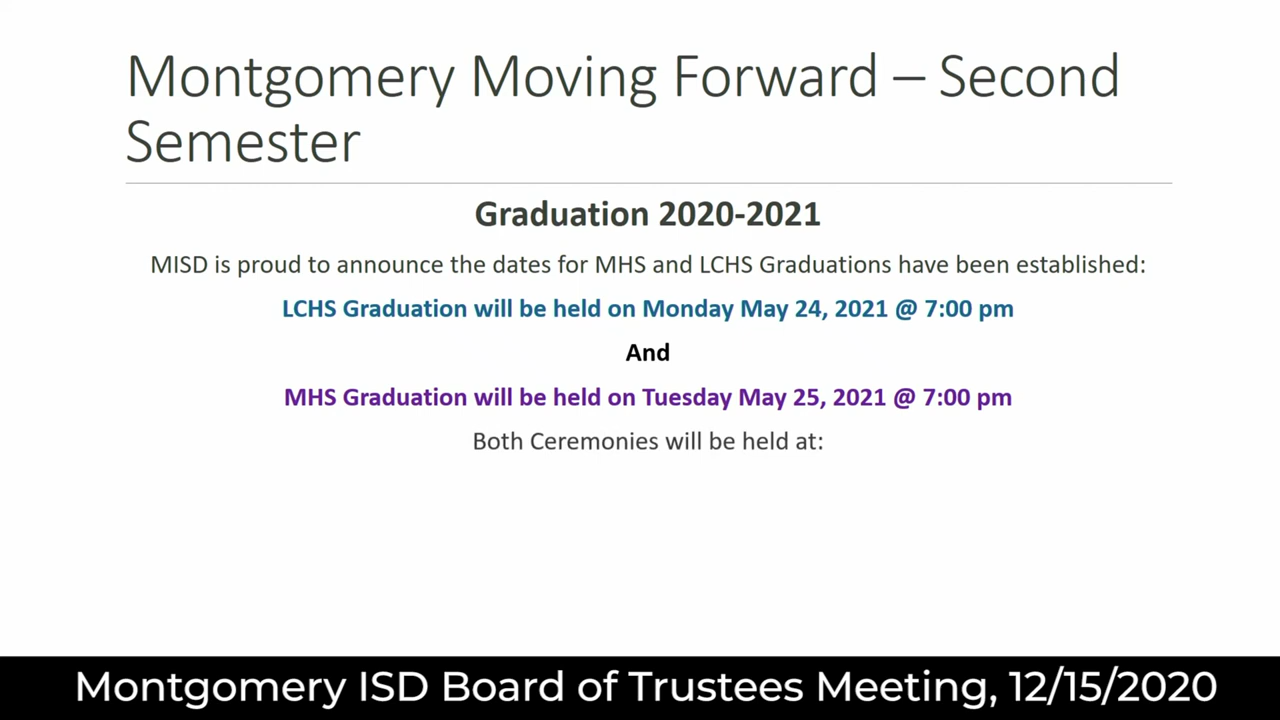 Montgomery Moving Forward – Second
Semester
Graduation 2020-2021
MISD is proud to announce the dates for MHS and LCHS Graduations have been established:
LCHS Graduation will be held on Monday May 24, 2021 @ 7:00 pm
And
MHS Graduation will be held on Tuesday May 25, 2021 @ 7:00 pm
Both Ceremonies will be held at:
Montgomery ISD Board of Trustees Meeting, 12/15/2020